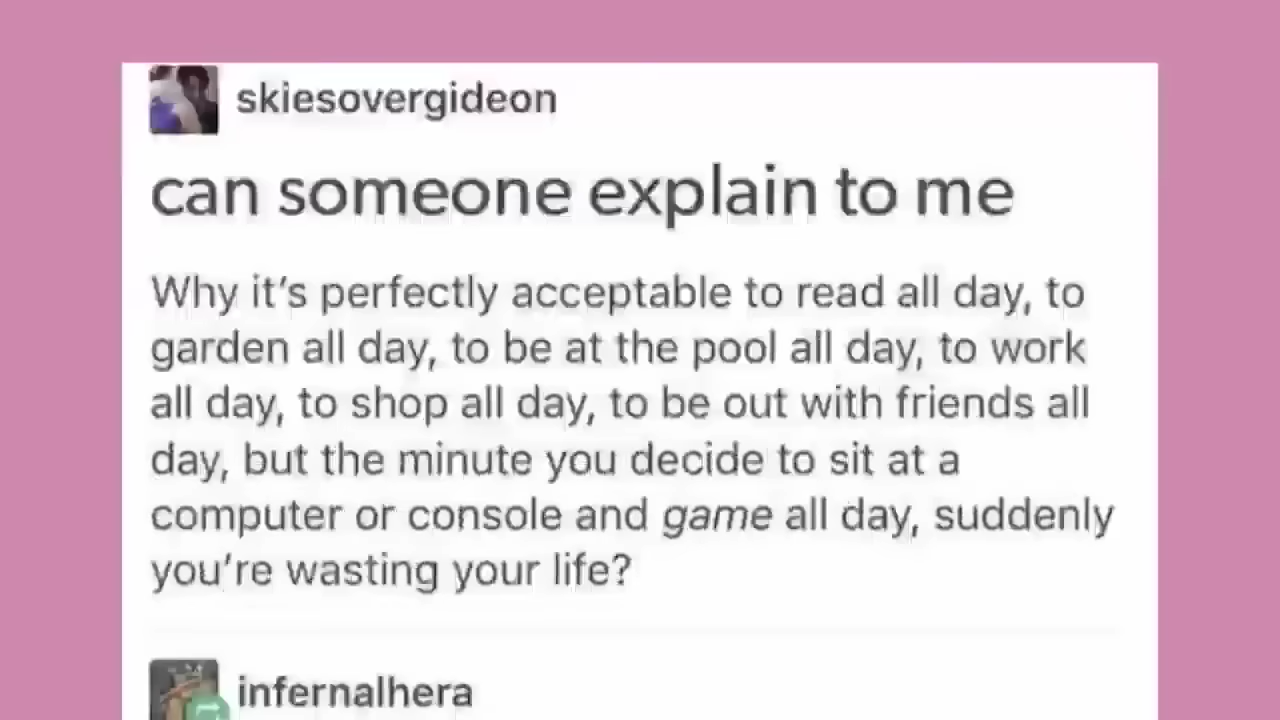 skiesovergideon
can someone explain to me
Why it's perfectly acceptable to read all day, to
garden all day, to be at the pool all day, to work
all day, to shop all day, to be out with friends all
day, but the minute you decide to sit at a
computer or console and game all day, suddenly
you're wasting your life?
infernalhera